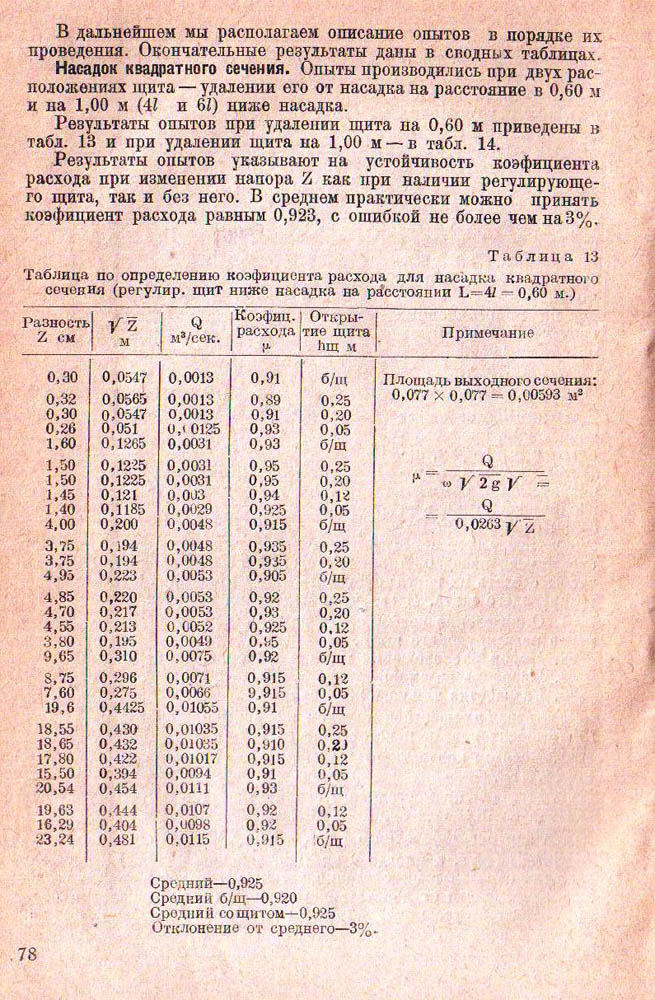 В дальнейшем мы располагаем описание опытов в порядке их
проведения. Окончательные результаты даны в сводных таблицах.
Насадок квадратного сечения. Опыты производились при двух рас-
положениях щита — удалении его от насадка на расстояние в 0,60 м
и на 1,00 м (4l и 6l) ниже насадка.
Результаты опытов при удалении щита на 0,60 м приведены в
табл. 13 и при удалении щита на 1,00 м — в табл. 14.
Результаты опытов указывают на устойчивость коэфициента
расхода при изменении напора Z как при наличии регулирующе-
го щита, так и без него. В среднем практически можно принять
коэфициент расхода равным 0,923, с ошибкой не более чем на 3%.
Таблица 13
Таблица по определению коэфициента расхода для насадка квадратного
сечения (регулир. щит ниже насадка на расстоянии L=4l = 0,60 м.)
Разность Z см | √Z м | Q м³/сек. | Коэфиц. расхода μ | Откры-тие щита hщ м | Примечание
0,30 0,0547 0,0013 0,91 б/щ Площадь выходного сечения:
0,32 0,0565 0,0013 0,89 0,25 0,077 × 0,077 = 0,00593 м²
0,30 0,0547 0,0013 0,91 0,20
0,26 0,051 0,00125 0,93 0,05
1,60 0,1265 0,0031 0,93 б/щ
1,50 0,1225 0,0031 0,95 0,25 μ = Q / ω √2g √ =
1,50 0,1225 0,0031 0,95 0,20
1,45 0,121 0,003 0,94 0,12
1,40 0,1185 0,0029 0,925 0,05 = Q / 0,0263 √Z
4,00 0,200 0,0048 0,915 б/щ
3,75 0,194 0,0048 0,935 0,25
3,75 0,194 0,0048 0,935 0,20
4,95 0,223 0,0053 0,905 б/щ
4,85 0,220 0,0053 0,92 0,25
4,70 0,217 0,0053 0,93 0,20
4,55 0,213 0,0052 0,925 0,12
3,80 0,195 0,0049 0,95 0,05
9,65 0,310 0,0075 0,92 б/щ
8,75 0,296 0,0071 0,915 0,12
7,60 0,275 0,0066 9,915 0,05
19,6 0,4425 0,01055 0,91 б/щ
18,55 0,430 0,01035 0,915 0,25
18,65 0,432 0,01035 0,910 0,20
17,80 0,422 0,01017 0,915 0,12
15,50 0,394 0,0094 0,91 0,05
20,54 0,454 0,0111 0,93 б/щ
19,63 0,444 0,0107 0,92 0,12
16,29 0,404 0,0098 0,92 0,05
23,24 0,481 0,0115 0,915 б/щ
Средний—0,925
Средний б/щ—0,920
Средний со щитом—0,925
Отклонение от среднего—3%.
78